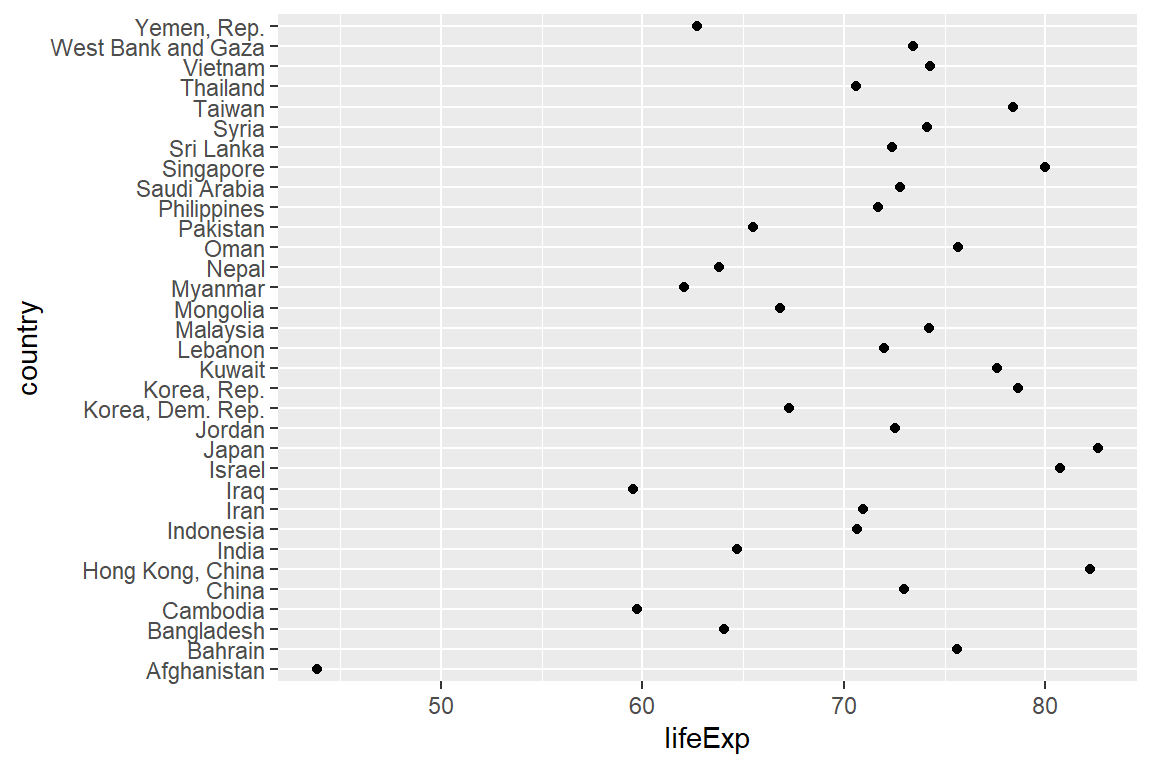 Yemen, Rep.
West Bank and Gaza
Vietnam
Thailand
Taiwan
Syria
Sri Lanka
Singapore
Saudi Arabia
Philippines
Pakistan
Oman
Nepal
Myanmar
Mongolia
Malaysia
Lebanon
Kuwait
Korea, Rep.
Korea, Dem. Rep.
Jordan
Japan
Israel
Iraq
Iran
Indonesia
India
Hong Kong, China
China
Cambodia
Bangladesh
Bahrain
Afghanistan
country
50 60 70 80
lifeExp